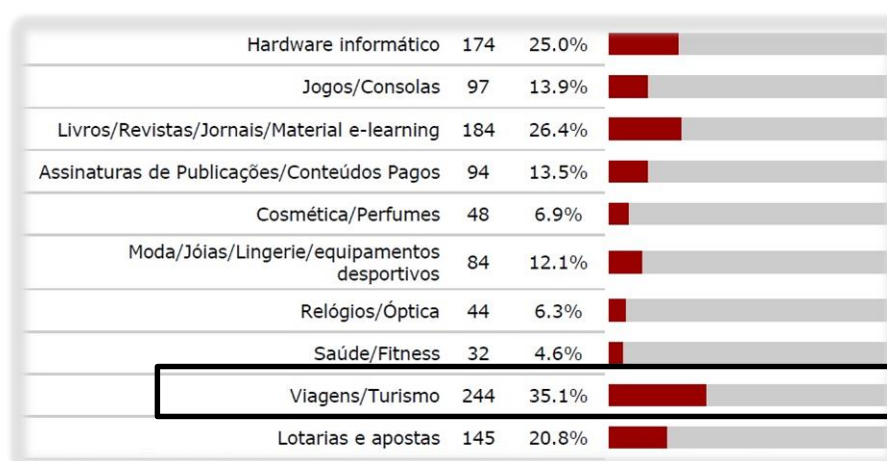 Hardware informático 174 25.0%
Jogos/Consolas 97 13.9%
Livros/Revistas/Jornais/Material e-learning 184 26.4%
Assinaturas de Publicações/Conteúdos Pagos 94 13.5%
Cosmética/Perfumes 48 6.9%
Moda/Jóias/Lingerie/equipamentos
desportivos 84 12.1%
Relógios/Óptica 44 6.3%
Saúde/Fitness 32 4.6%
Viagens/Turismo 244 35.1%
Lotarias e apostas 145 20.8%